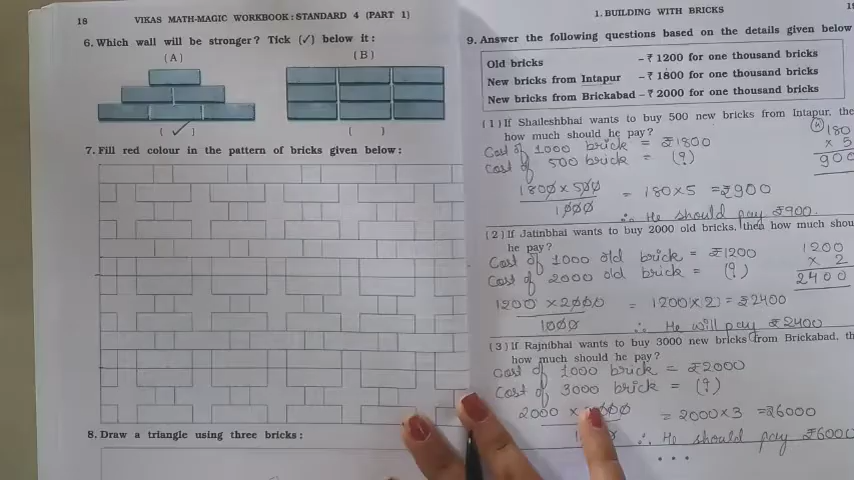 18 VIKAS MATH-MAGIC WORKBOOK : STANDARD 4 (PART 1)
6. Which wall will be stronger? Tick (✓) below it :
(A) (B)
( ✓ ) ( )
7. Fill red colour in the pattern of bricks given below :
8. Draw a triangle using three bricks :
1. BUILDING WITH BRICKS
9. Answer the following questions based on the details given below
Old bricks - ₹ 1200 for one thousand bricks
New bricks from Intapur - ₹ 1800 for one thousand bricks
New bricks from Brickabad - ₹ 2000 for one thousand bricks
(1) If Shaileshbhai wants to buy 500 new bricks from Intapur, the
how much should he pay?
Cost of 1000 brick = ₹1800
Cost of 500 brick = (?)
180
× 5
900
1800 × 500
1000
= 180 × 5 = ₹900
∴ He should pay ₹900.
(2) If Jatinbhai wants to buy 2000 old bricks, then how much shou
he pay?
Cost of 1000 old brick = ₹1200
Cost of 2000 old brick = (?)
1200
× 2
2400
1200 × 2000
1000
= 1200 × 2 = ₹2400
∴ He will pay ₹2400
(3) If Rajnibhai wants to buy 3000 new bricks from Brickabad, th
how much should he pay?
Cost of 1000 brick = ₹2000
Cost of 3000 brick = (?)
2000 ×
= 2000 × 3 = ₹6000
∴ He should pay ₹6000